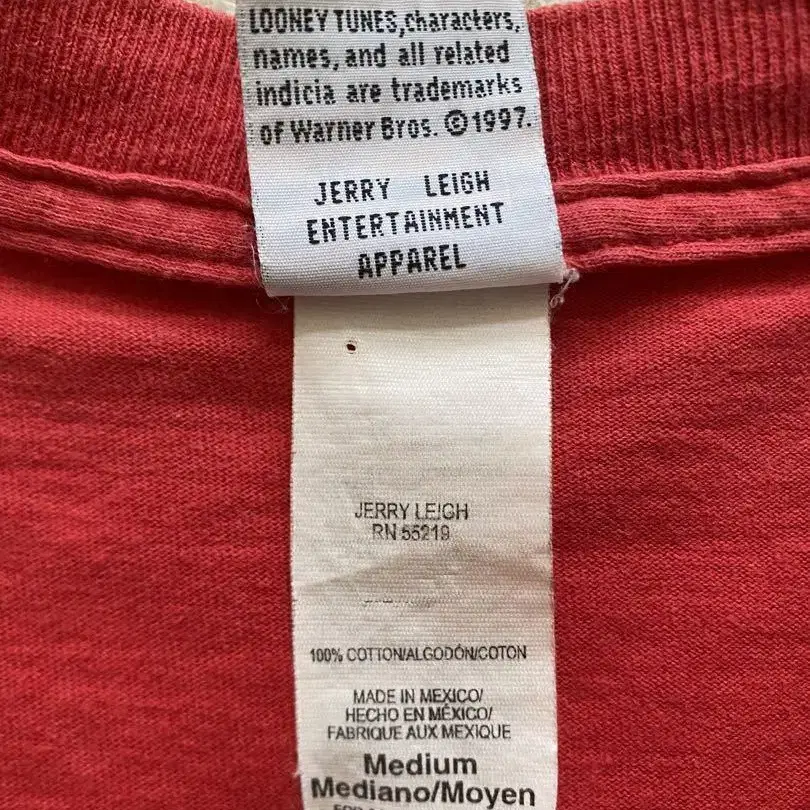 LOONEY TUNES, characters,
names, and all related
indicia are trademarks
of Warner Bros. ©1997.
JERRY LEIGH
ENTERTAINMENT
APPAREL
JERRY LEIGH
RN 55219
100% COTTON/ALGODÓN/COTON
MADE IN MEXICO/
HECHO EN MÉXICO/
FABRIQUE AUX MEXIQUE
Medium
Mediano/Moyen